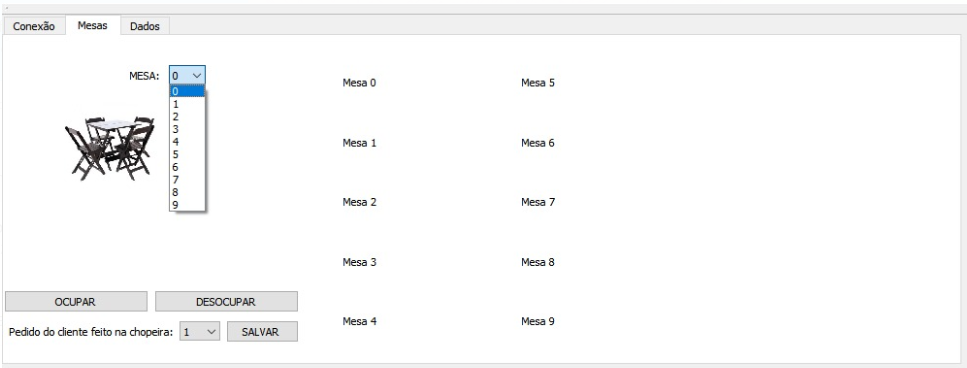 Conexão Mesas Dados
MESA: 0
0
1
2
3
4
5
6
7
8
9
Mesa 0 Mesa 5
Mesa 1 Mesa 6
Mesa 2 Mesa 7
Mesa 3 Mesa 8
Mesa 4 Mesa 9
OCUPAR DESOCUPAR
Pedido do cliente feito na chopeira: 1 SALVAR